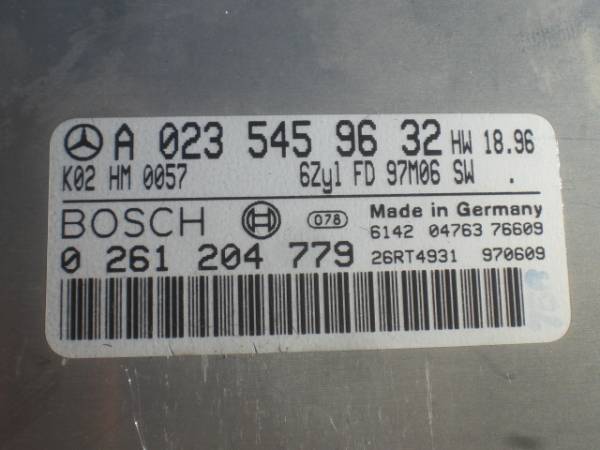 A 023 545 96 32 HW 18.96
K02 HM 0057 6Zyl FD 97M06 SW .
BOSCH 078 Made in Germany
6142 04763 76609
0 261 204 779 26RT4931 970609